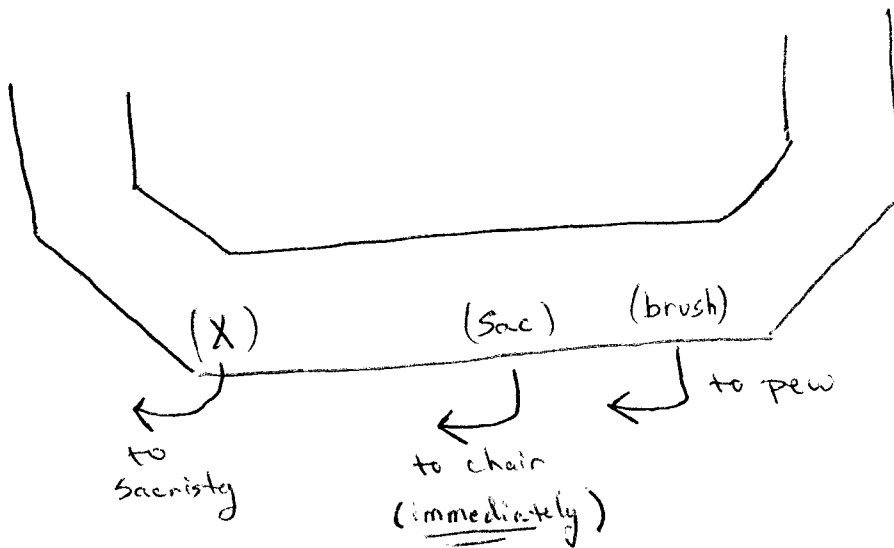 (X) (Sac) (brush)
to pew
to sacristy
to chair
(immediately)